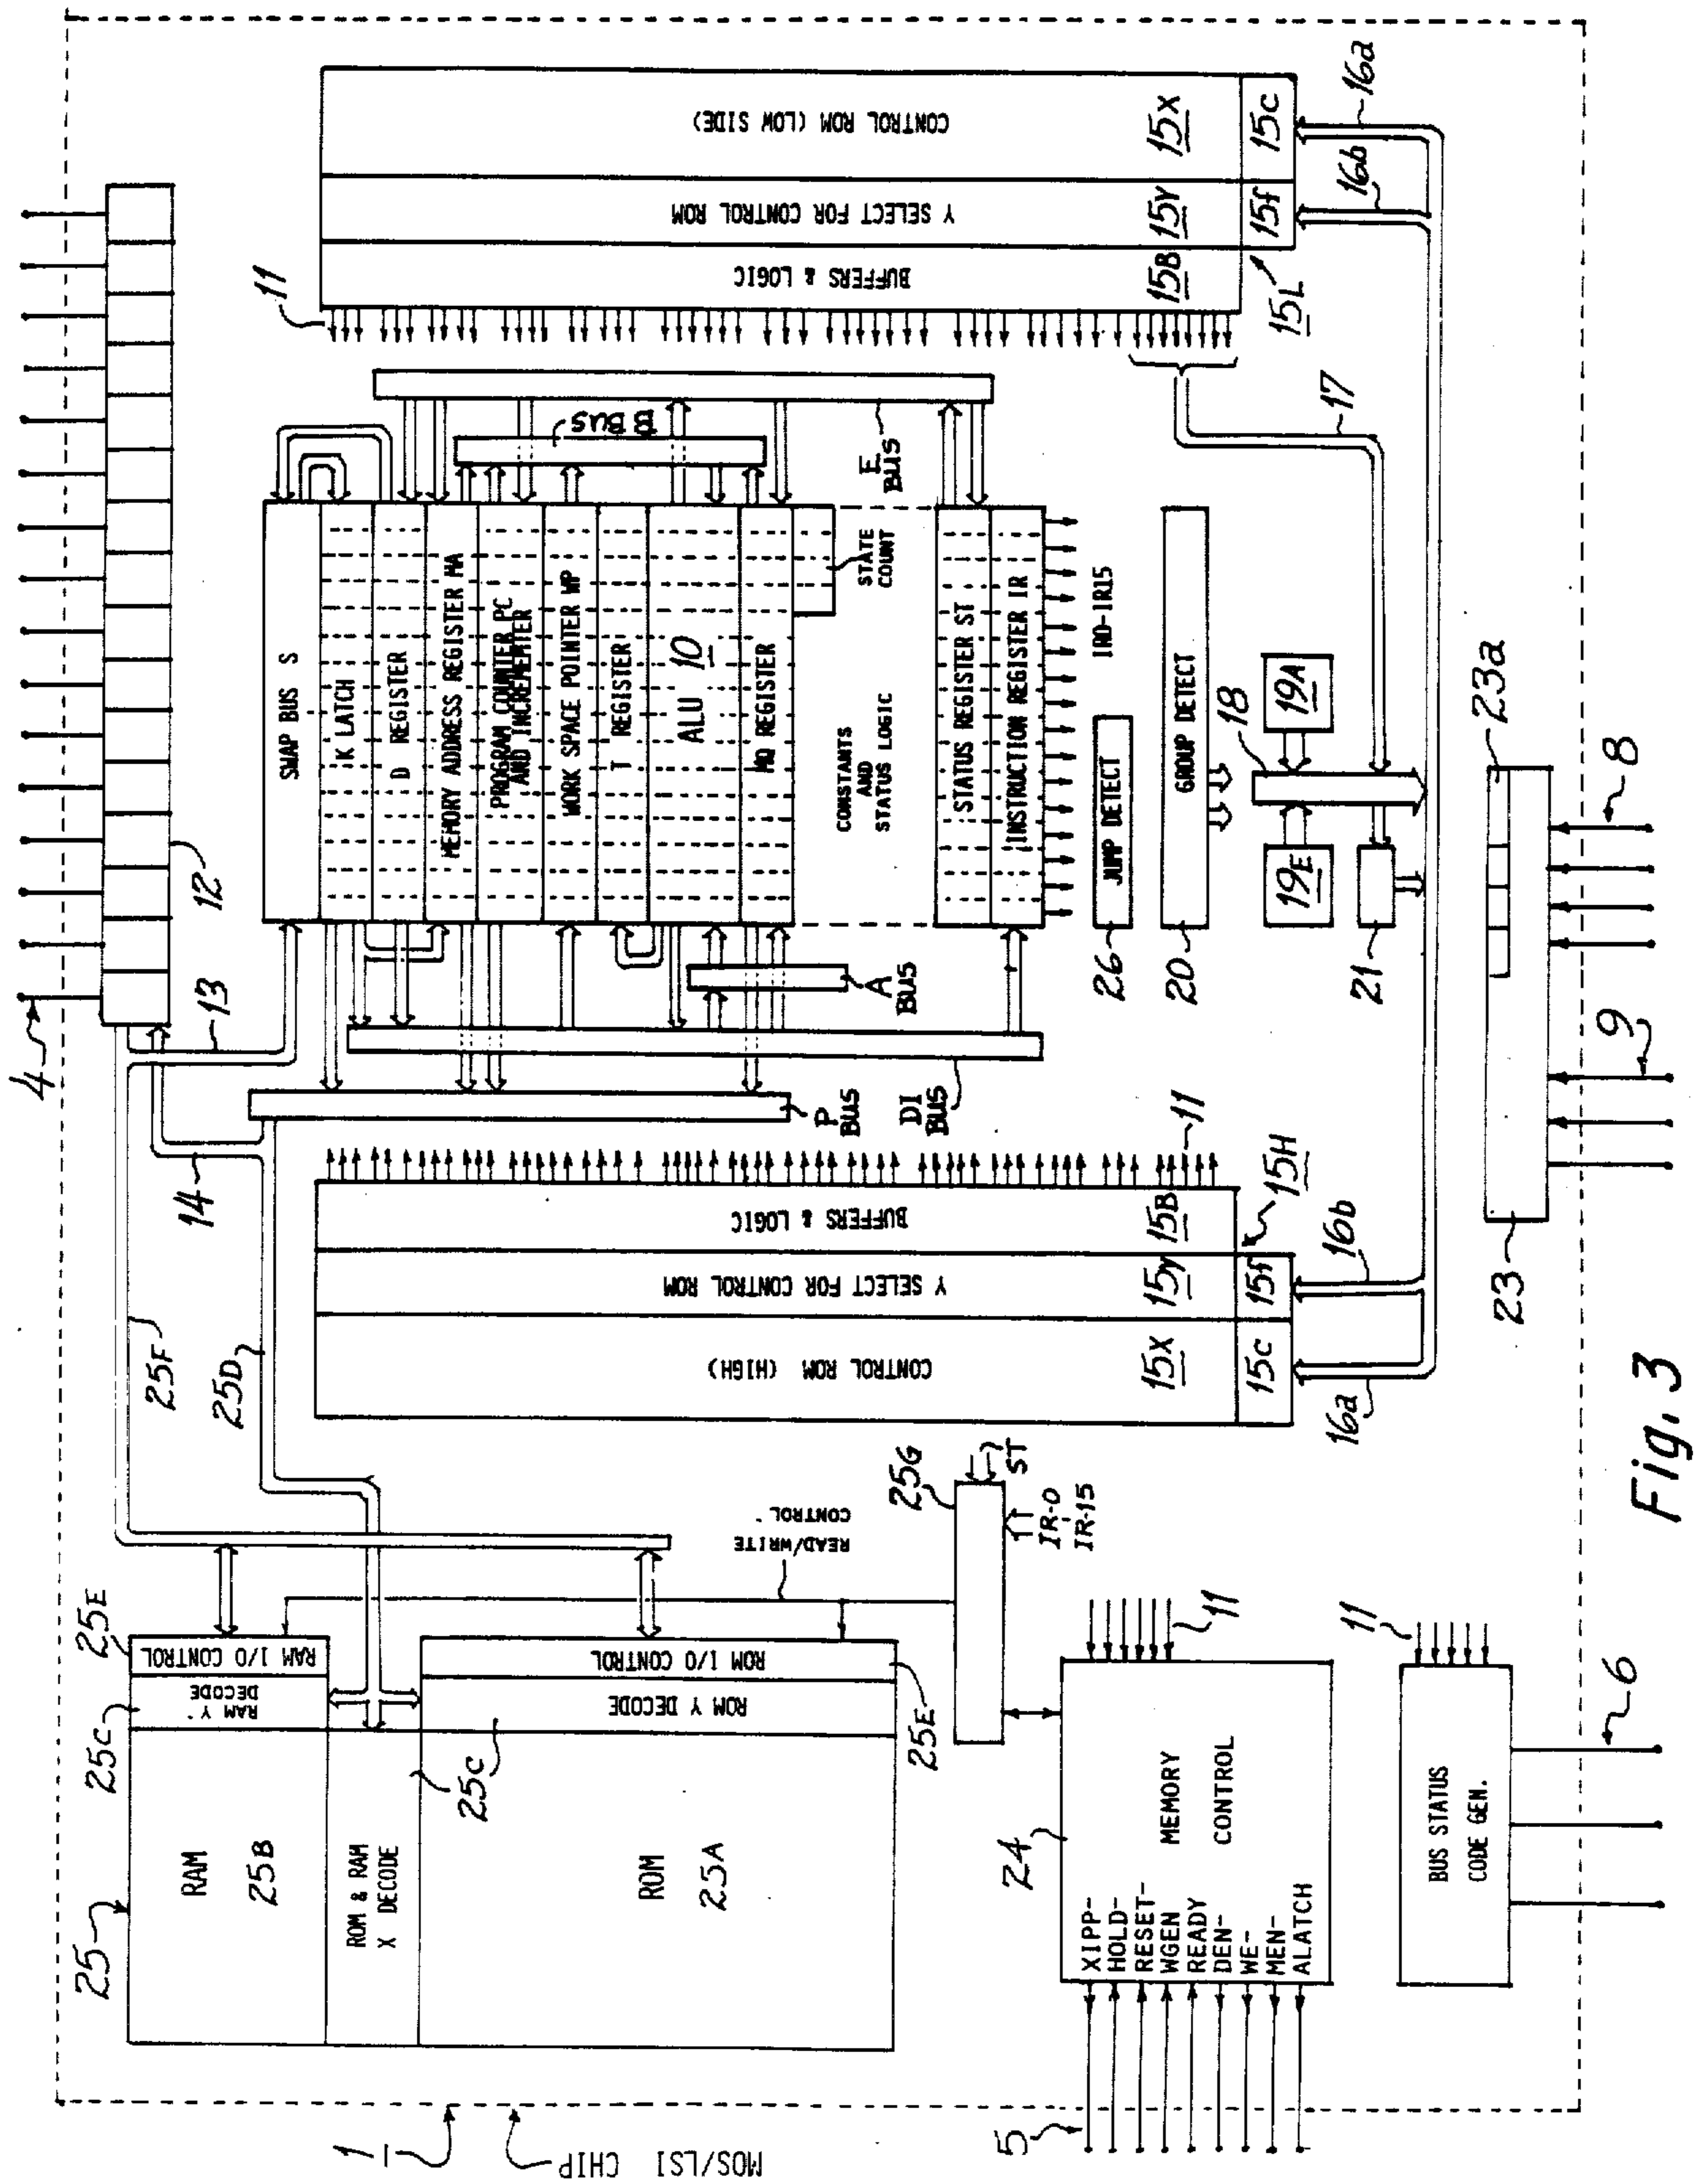 4
12
13
14
25F
25D
11
SWAP BUS S
K LATCH
D REGISTER
MEMORY ADDRESS REGISTER MA
PROGRAM COUNTER PC
AND INCREMENTER
WORK SPACE POINTER WP
T REGISTER
ALU 10
MQ REGISTER
STATE
COUNT
CONSTANTS
AND
STATUS LOGIC
STATUS REGISTER ST
INSTRUCTION REGISTER IR
IR0-IR15
B BUS
E
BUS
A
BUS
DI
BUS
P
BUS
CONTROL ROM (LOW SIDE)
15X
15C
Y SELECT FOR CONTROL ROM
15Y
15f
BUFFERS & LOGIC
15B
15L
16a
16b
17
JUMP DETECT
26
GROUP DETECT
20
18
19A
19E
21
23a
23
8
9
11
BUFFERS & LOGIC
15B
15H
Y SELECT FOR CONTROL ROM
15Y
15f
CONTROL ROM (HIGH)
15X
15C
16b
16a
25
RAM
25B
25C
RAM Y
DECODE
25E
RAM I/O CONTROL
ROM & RAM
X DECODE
25C
ROM
25A
ROM Y DECODE
ROM I/O CONTROL
25E
READ/WRITE
CONTROL
25G
ST
IR-0
IR-15
24
MEMORY
CONTROL
XIPP-
HOLD-
RESET-
WGEN
READY
DEN-
WE-
MEN-
ALATCH
5
11
BUS STATUS
CODE GEN.
11
6
1
MOS/LSI CHIP
Fig. 3